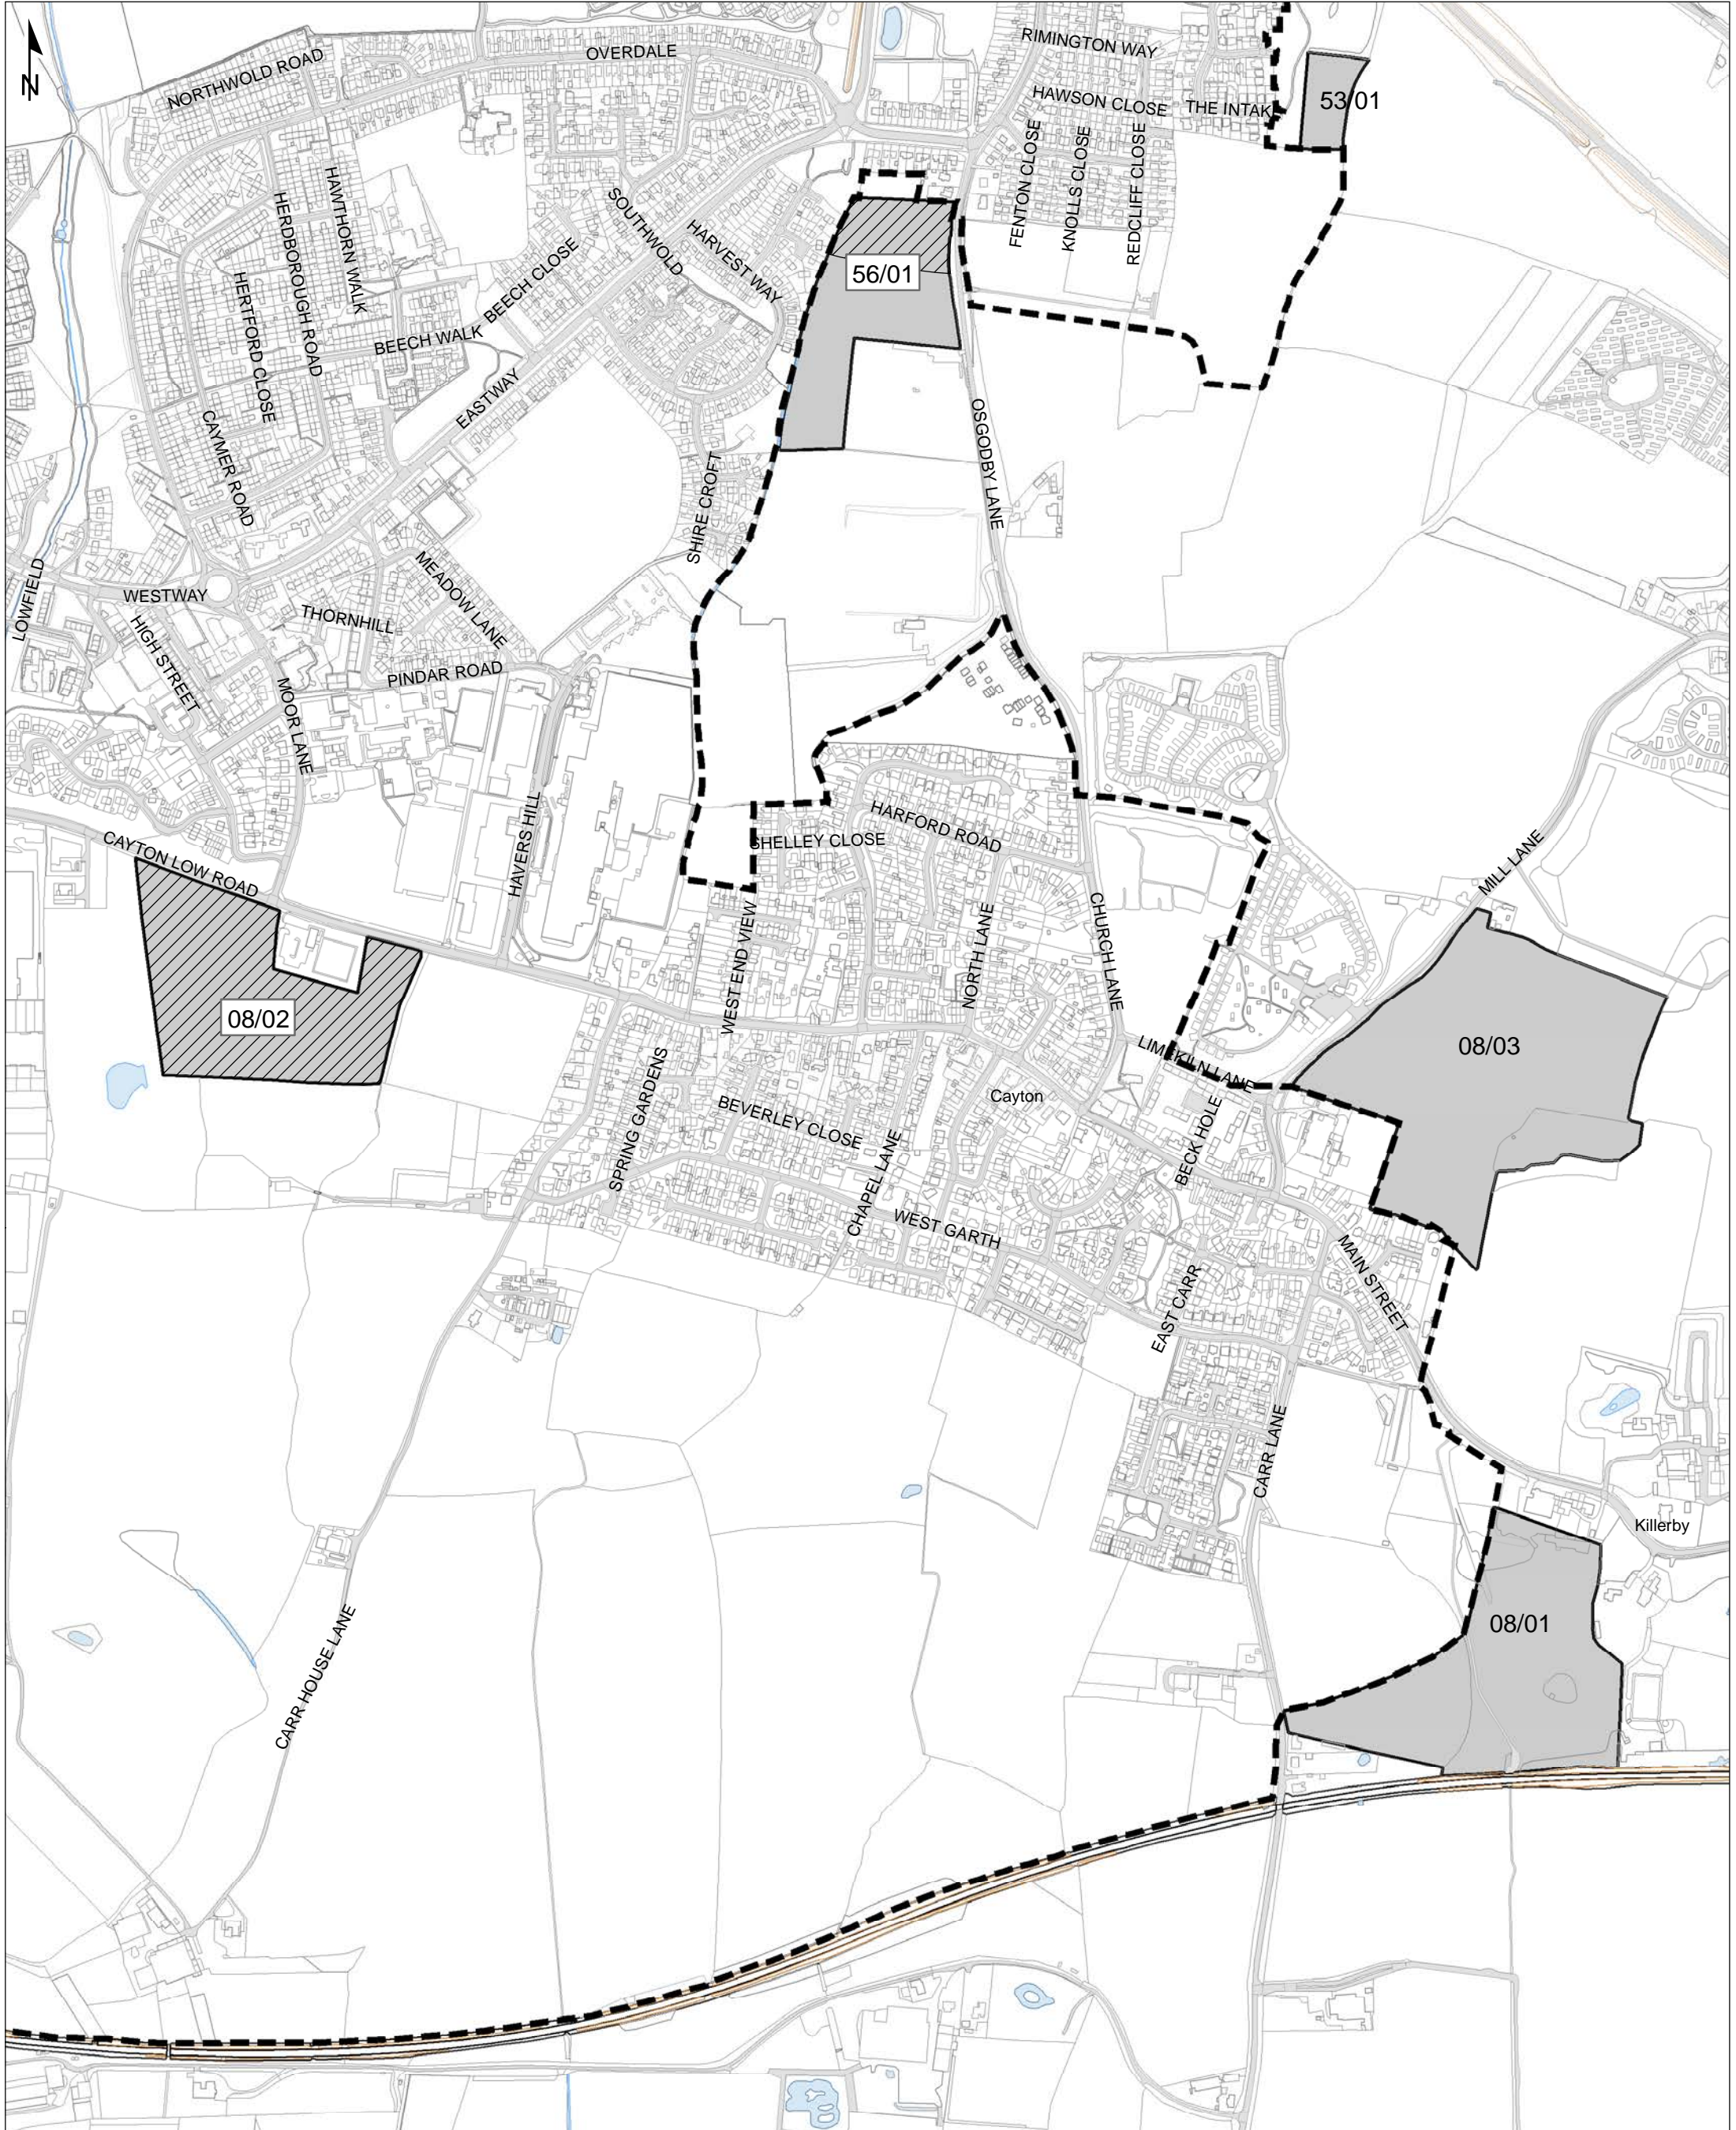 N
OVERDALE
NORTHWOLD ROAD
RIMINGTON WAY
HAWSON CLOSE
THE INTAK
53/01
FENTON CLOSE
KNOLLS CLOSE
REDCLIFF CLOSE
HAWTHORN WALK
HERDBOROUGH ROAD
HERTFORD CLOSE
SOUTHWOLD
HARVEST WAY
BEECH CLOSE
56/01
BEECH WALK
EASTWAY
CAYMER ROAD
OSGODBY LANE
SHIRE CROFT
LOWFIELD
WESTWAY
MEADOW LANE
THORNHILL
HIGH STREET
PINDAR ROAD
MOOR LANE
HAVERS HILL
HARFORD ROAD
SHELLEY CLOSE
CAYTON LOW ROAD
MILL LANE
WEST END VIEW
NORTH LANE
CHURCH LANE
08/02
08/03
LIMEKILN LANE
Cayton
SPRING GARDENS
BEVERLEY CLOSE
BECK HOLE
CHAPEL LANE
WEST GARTH
MAIN STREET
EAST CARR
CARR LANE
Killerby
08/01
CARR HOUSE LANE